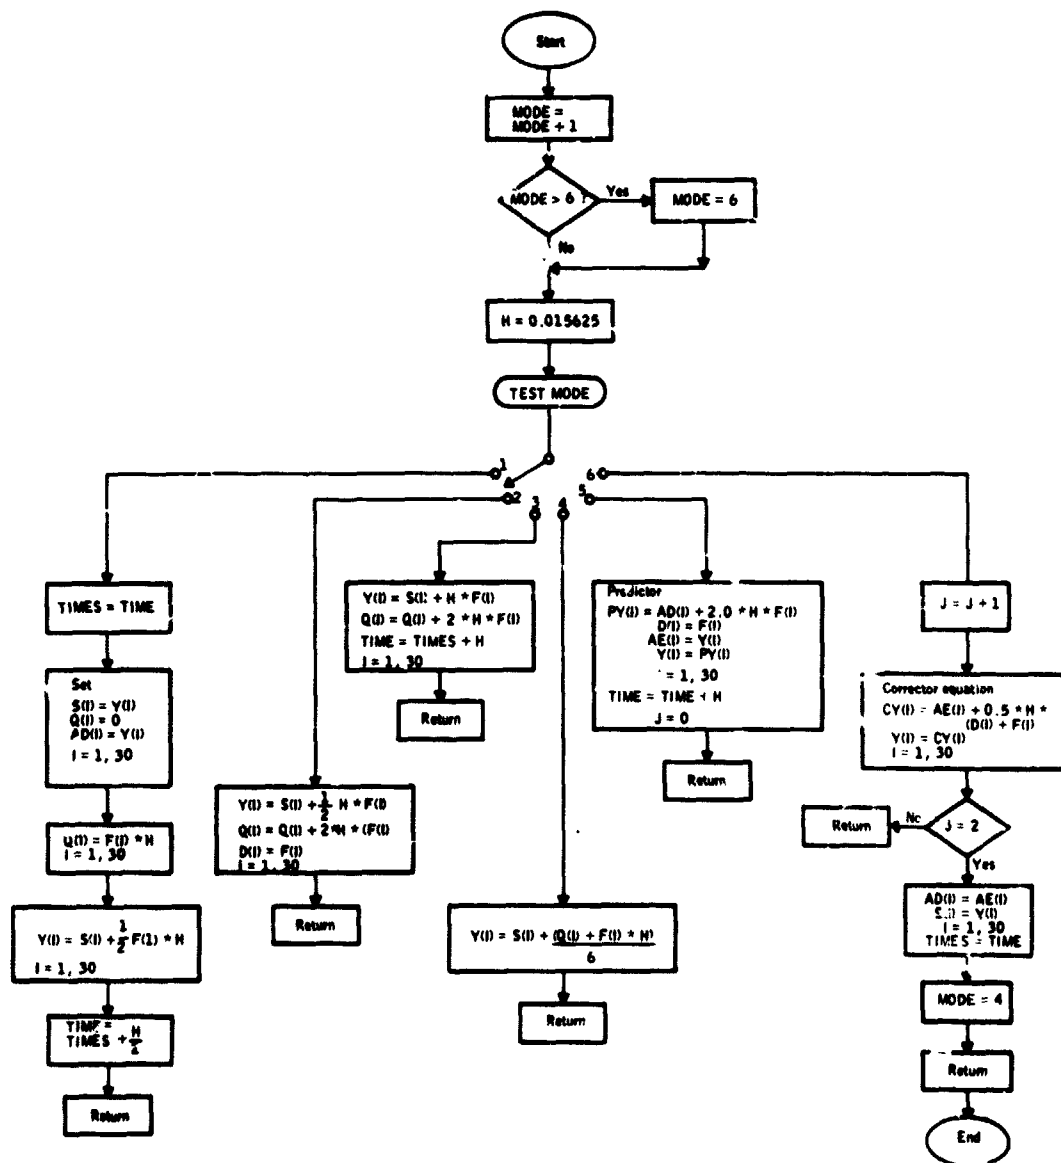 Start
MODE =
MODE + 1
MODE > 6 ?
Yes
MODE = 6
No
H = 0.015625
TEST MODE
1
2
3
4
5
6
TIMES = TIME
Set
S(I) = Y(I)
Q(I) = 0
AD(I) = Y(I)
I = 1, 30
Q(I) = F(I) * H
I = 1, 30
Y(I) = S(I) + 1/2 F(I) * H
I = 1, 30
TIME =
TIMES + H/2
Return
Y(I) = S(I) + 1/2 H * F(I)
Q(I) = Q(I) + 2 * H * (F(I)
D(I) = F(I)
I = 1, 30
Return
Y(I) = S(I) + H * F(I)
Q(I) = Q(I) + 2 * H * F(I)
TIME = TIMES + H
I = 1, 30
Return
Y(I) = S(I) + (Q(I) + F(I) * H)
6
Return
Predictor
PY(I) = AD(I) + 2.0 * H * F(I)
D(I) = F(I)
AE(I) = Y(I)
Y(I) = PY(I)
= 1, 30
TIME = TIME + H
J = 0
Return
J = J + 1
Corrector equation
CY(I) = AE(I) + 0.5 * H *
(D(I) + F(I)
Y(I) = CY(I)
I = 1, 30
J = 2
No
Return
Yes
AD(I) = AE(I)
S(I) = Y(I)
I = 1, 30
TIMES = TIME
MODE = 4
Return
End